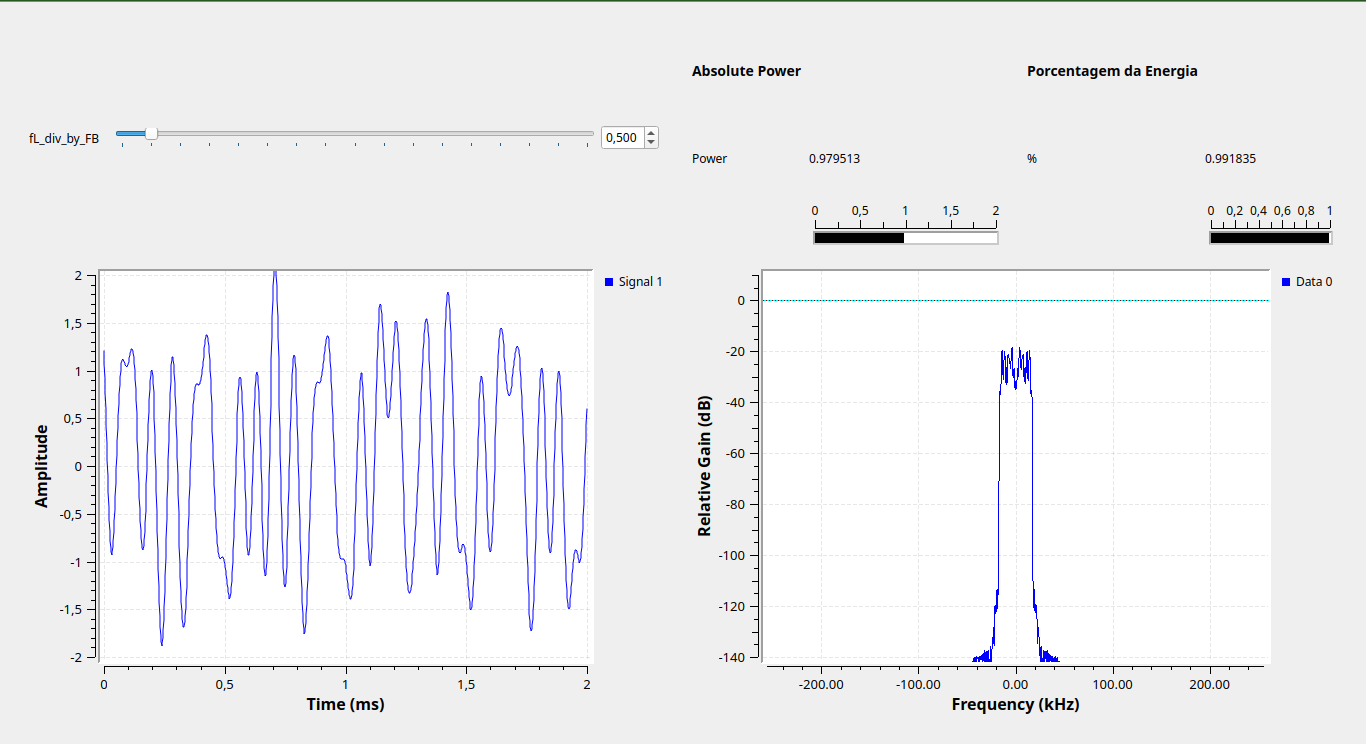 Absolute Power
Porcentagem da Energia
fL_div_by_FB
0,500
Power
0.979513
%
0.991835
0 0,5 1 1,5 2
0 0,2 0,4 0,6 0,8 1
Signal 1
Data 0
2
1,5
1
0,5
0
-0,5
-1
-1,5
-2
Amplitude
0 0,5 1 1,5 2
Time (ms)
0
-20
-40
-60
-80
-100
-120
-140
Relative Gain (dB)
-200.00 -100.00 0.00 100.00 200.00
Frequency (kHz)